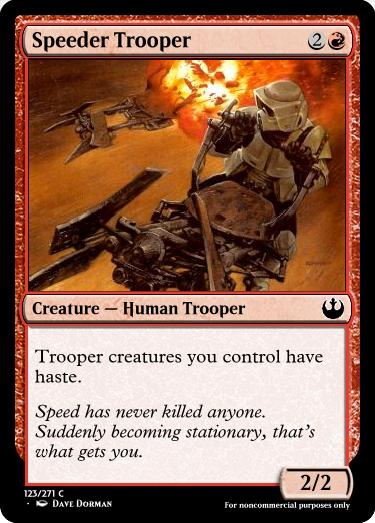 Speeder Trooper 2
Creature — Human Trooper
Trooper creatures you control have
haste.
Speed has never killed anyone.
Suddenly becoming stationary, that's
what gets you.
2/2
123/271 C
· Dave Dorman
For noncommercial purposes only